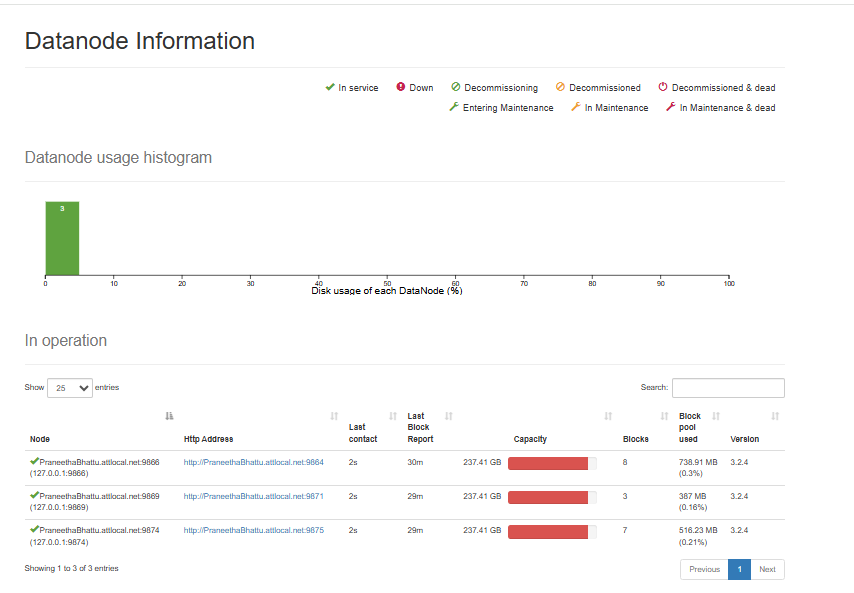 Datanode Information
In service Down Decommissioning Decommissioned Decommissioned & dead
Entering Maintenance In Maintenance In Maintenance & dead
Datanode usage histogram
3
0 10 20 30 40 50 60 70 80 90 100
Disk usage of each DataNode (%)
In operation
Show 25 entries Search:
Node Http Address Last contact Last Block Report Capacity Blocks Block pool used Version
PraneethaBhattu.attlocal.net:9866 http://PraneethaBhattu.attlocal.net:9864 2s 30m 237.41 GB 8 738.91 MB 3.2.4
(127.0.0.1:9866) (0.3%)
PraneethaBhattu.attlocal.net:9869 http://PraneethaBhattu.attlocal.net:9871 2s 29m 237.41 GB 3 387 MB 3.2.4
(127.0.0.1:9869) (0.16%)
PraneethaBhattu.attlocal.net:9874 http://PraneethaBhattu.attlocal.net:9875 2s 29m 237.41 GB 7 516.23 MB 3.2.4
(127.0.0.1:9874) (0.21%)
Showing 1 to 3 of 3 entries Previous 1 Next